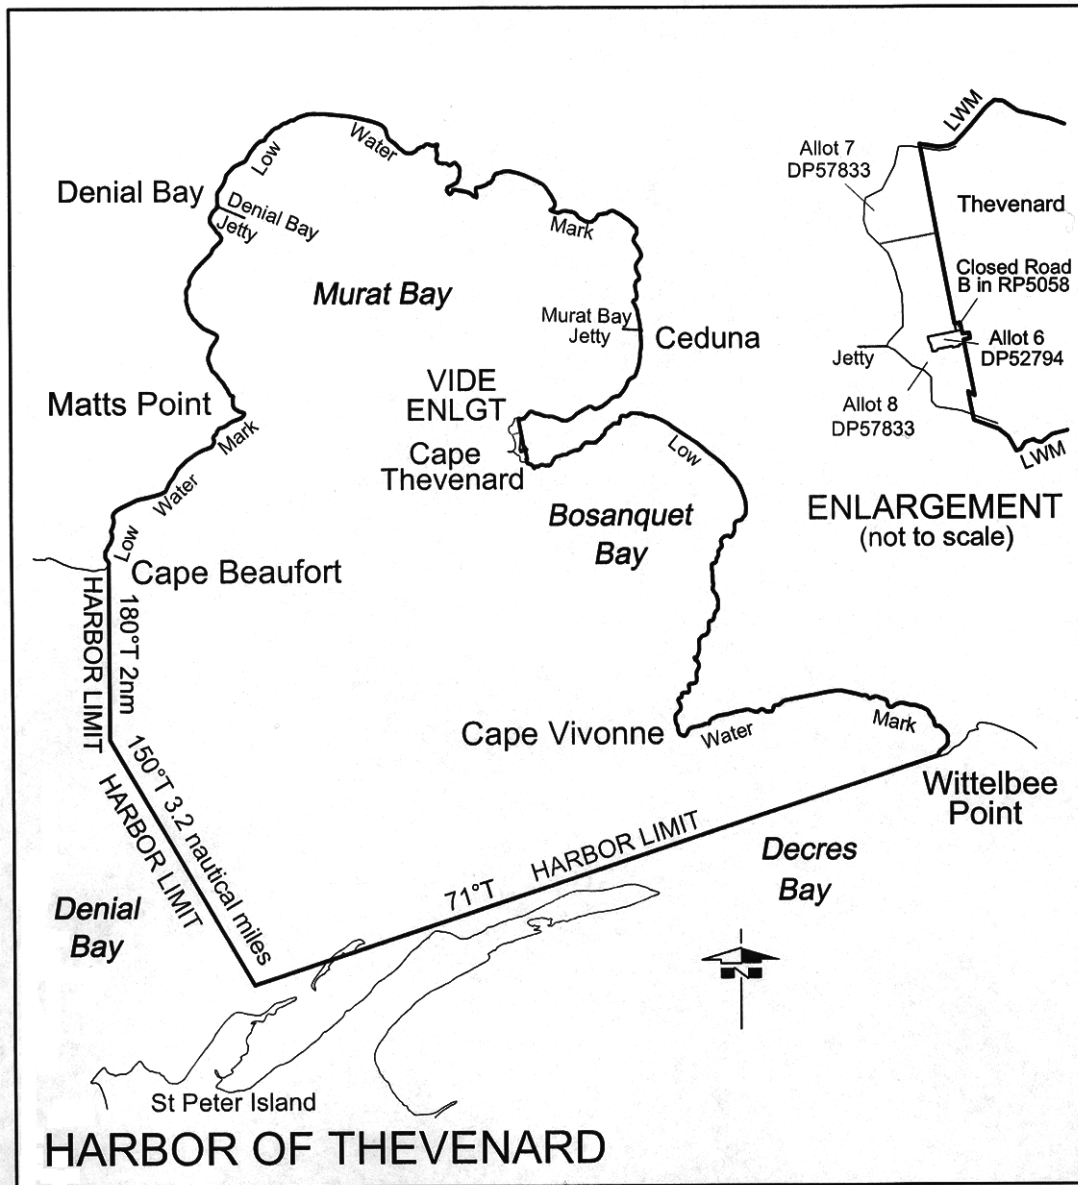 Low
Water
Denial Bay
Denial Bay
Jetty
Mark
Murat Bay
Murat Bay
Jetty
Ceduna
VIDE
ENLGT
Matts Point
Mark
Cape
Thevenard
Low
Water
Bosanquet
Bay
Low
Cape Beaufort
HARBOR LIMIT
180°T 2nm
Cape Vivonne
Water
Mark
Wittelbee
Point
150°T 3.2 nautical miles
HARBOR LIMIT
71°T HARBOR LIMIT
Decres
Bay
Denial
Bay
N
St Peter Island
HARBOR OF THEVENARD
LWM
Allot 7
DP57833
Thevenard
Closed Road
B in RP5058
Jetty
Allot 6
DP52794
Allot 8
DP57833
LWM
ENLARGEMENT
(not to scale)